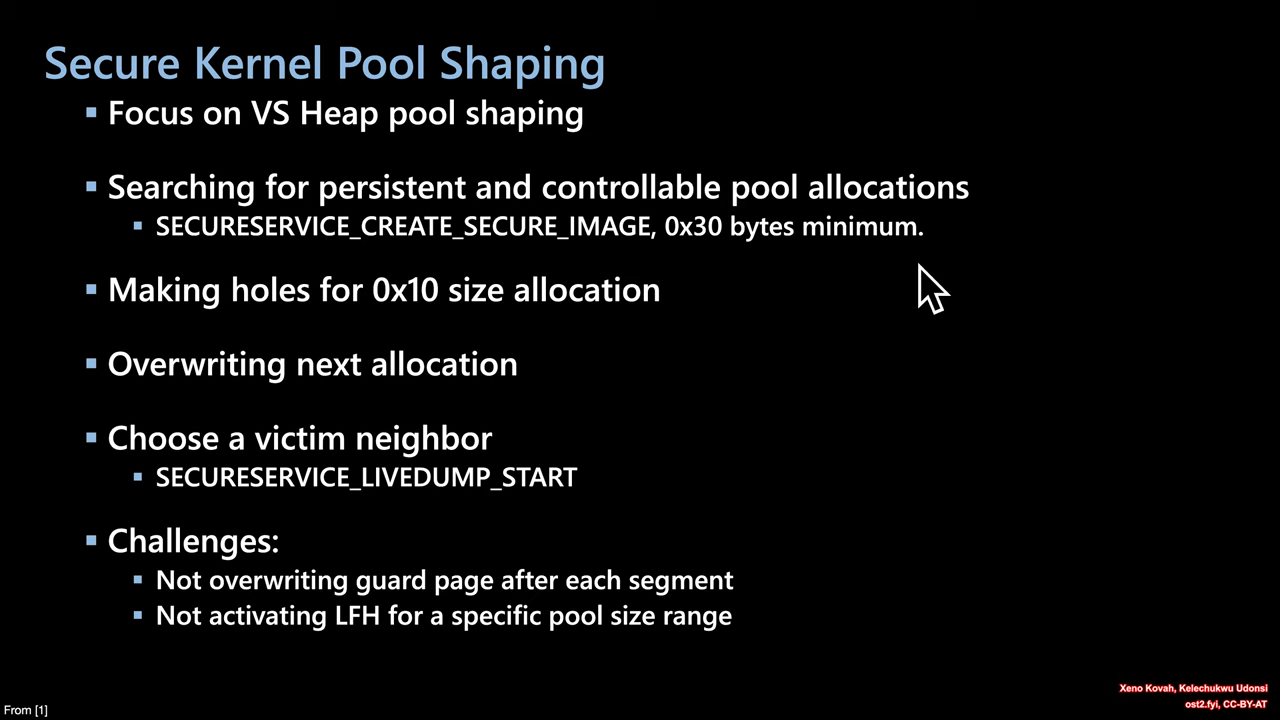 Secure Kernel Pool Shaping
Focus on VS Heap pool shaping
Searching for persistent and controllable pool allocations
SECURESERVICE_CREATE_SECURE_IMAGE, 0x30 bytes minimum.
Making holes for 0x10 size allocation
Overwriting next allocation
Choose a victim neighbor
SECURESERVICE_LIVEDUMP_START
Challenges:
Not overwriting guard page after each segment
Not activating LFH for a specific pool size range
Xeno Kovah, Kelechukwu Udonsi
ost2.fyi, CC-BY-AT
From [1]